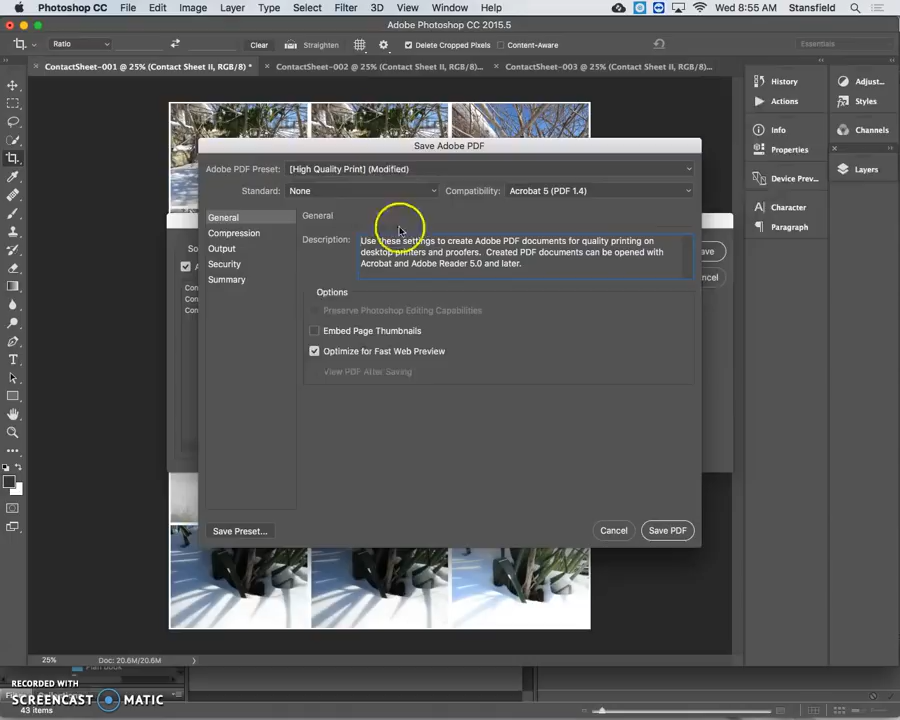 Photoshop CC File Edit Image Layer Type Select Filter 3D View Window Help Wed 8:55 AM Stansfield
Adobe Photoshop CC 2015.5
Ratio Clear Straighten Delete Cropped Pixels Content-Aware Essentials
ContactSheet-001 @ 25% (Contact Sheet II, RGB/8) * ContactSheet-002 @ 25% (Contact Sheet II, RGB/8)... ContactSheet-003 @ 25% (Contact Sheet II, RGB/8)...
History Adjust...
Actions Styles
Info Channels
Properties
Layers
Device Prev...
Character
Paragraph
Save Adobe PDF
Adobe PDF Preset: [High Quality Print] (Modified)
Standard: None Compatibility: Acrobat 5 (PDF 1.4)
General
Compression
Output
Security
Summary
General
Description: Use these settings to create Adobe PDF documents for quality printing on
desktop printers and proofers. Created PDF documents can be opened with
Acrobat and Adobe Reader 5.0 and later.
Options
Preserve Photoshop Editing Capabilities
Embed Page Thumbnails
Optimize for Fast Web Preview
View PDF After Saving
Save Preset... Cancel Save PDF
25% Doc: 20.6M/20.6M
RECORDED WITH
SCREENCAST MATIC
43 items